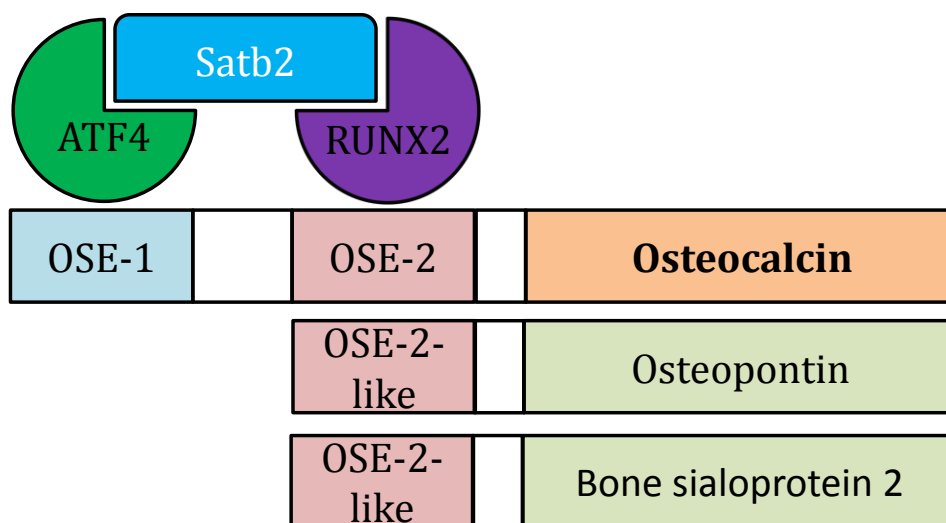 Satb2
ATF4
RUNX2
OSE-1
OSE-2
Osteocalcin
OSE-2-
like
Osteopontin
OSE-2-
like
Bone sialoprotein 2